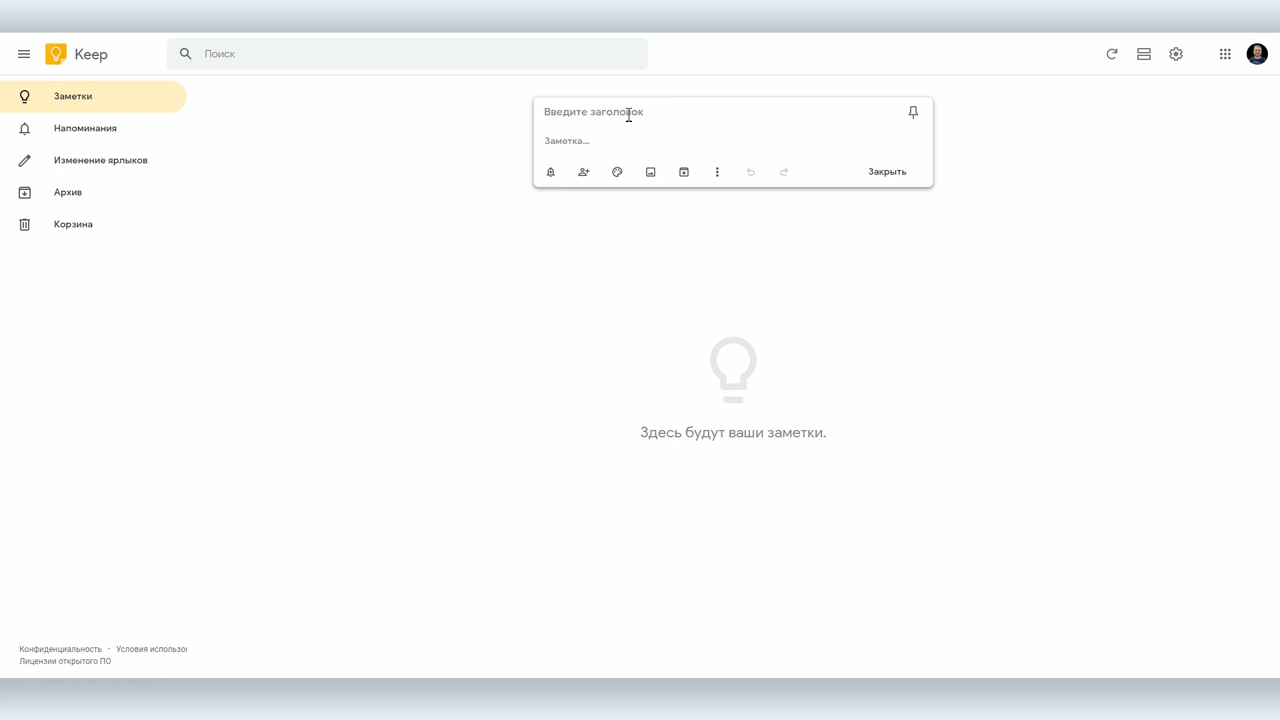 Keep
Поиск
Заметки
Напоминания
Изменение ярлыков
Архив
Корзина
Введите заголовок
Заметка...
Закрыть
Здесь будут ваши заметки.
Конфиденциальность · Условия использо
Лицензии открытого ПО